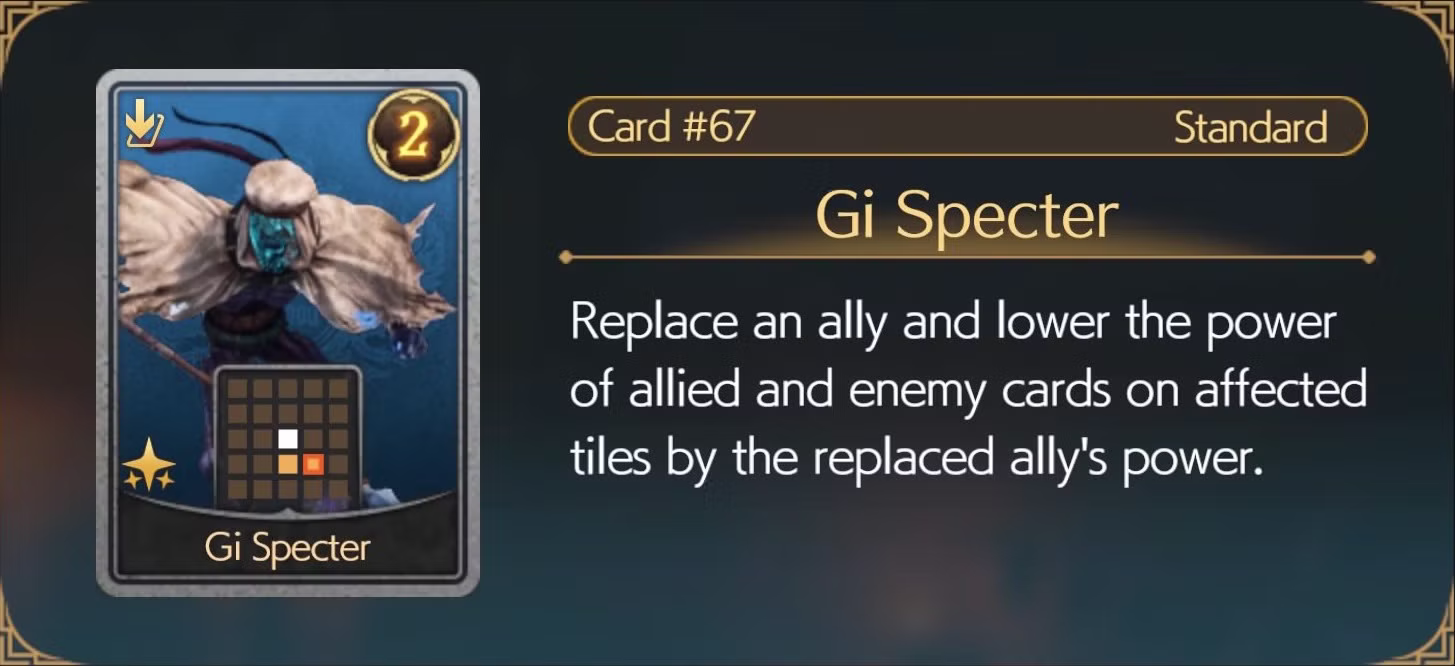 2
Gi Specter
Card #67 Standard
Gi Specter
Replace an ally and lower the power
of allied and enemy cards on affected
tiles by the replaced ally's power.